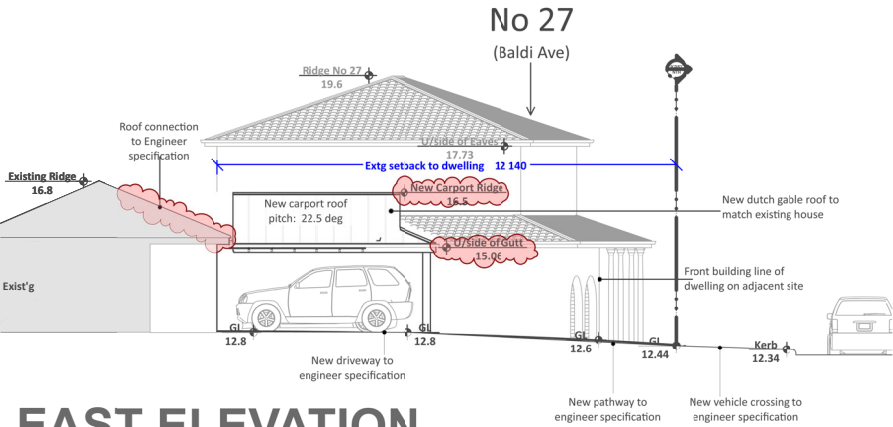 No 27
(Baldi Ave)
Ridge No 27
19.6
Roof connection
to Engineer
specification
U/side of Eaves
17.73
Extg setback to dwelling 12 140
Existing Ridge
16.8
New Carport Ridge
16.5
New carport roof
pitch: 22.5 deg
New dutch gable roof to
match existing house
U/side of Gutt
15.06
Front building line of
dwelling on adjacent site
Exist'g
GL
12.8
GL
12.8
GL
12.6
GL
12.44
Kerb
12.34
New driveway to
engineer specification
New pathway to
engineer specification
New vehicle crossing to
engineer specification
EAST ELEVATION